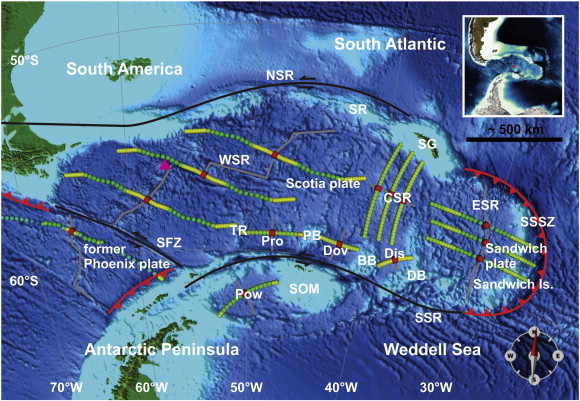 South Atlantic
50°S
South America
NSR
SR
~ 500 km
SG
WSR
Scotia plate
CSR
ESR
SSSZ
TR
Pro
PB
SFZ
former
Phoenix plate
Dov
BB
Dis
Sandwich
plate
60°S
DB
Sandwich Is.
Pow
SOM
SSR
N
Antarctic Peninsula
Weddell Sea
W
E
S
70°W
60°W
50°W
40°W
30°W